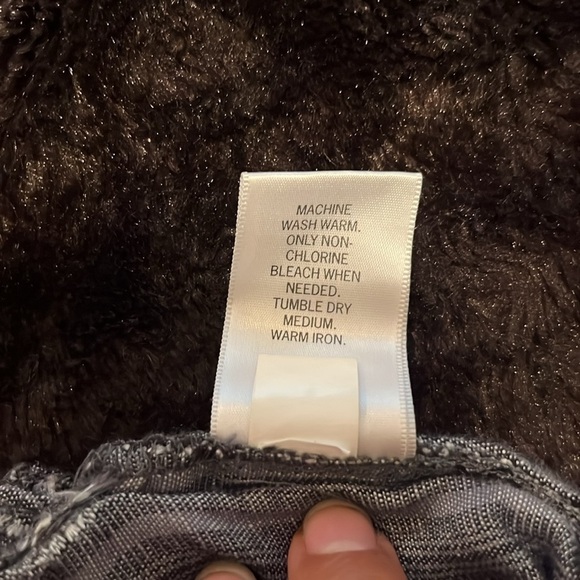 MACHINE
WASH WARM.
ONLY NON-
CHLORINE
BLEACH WHEN
NEEDED.
TUMBLE DRY
MEDIUM.
WARM IRON.